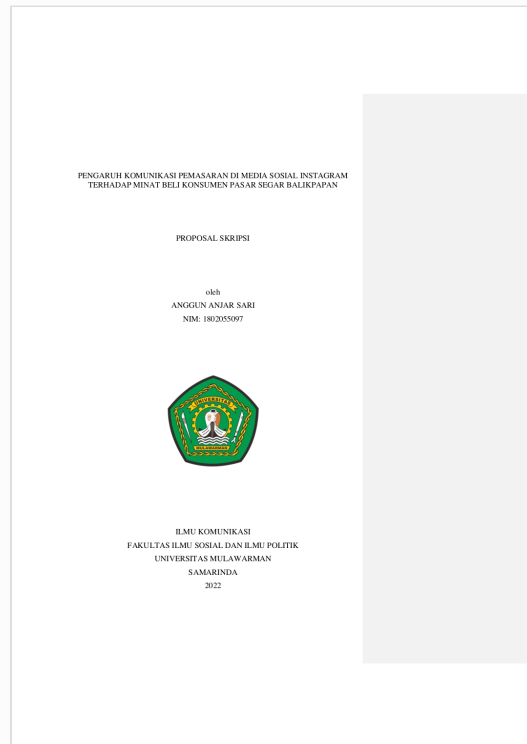 PENGARUH KOMUNIKASI PEMASARAN DI MEDIA SOSIAL INSTAGRAM
TERHADAP MINAT BELI KONSUMEN PASAR SEGAR BALIKPAPAN
PROPOSAL SKRIPSI
oleh
ANGGUN ANJAR SARI
NIM: 1802055097
UNIVERSITAS
MULAWARMAN
ILMU KOMUNIKASI
FAKULTAS ILMU SOSIAL DAN ILMU POLITIK
UNIVERSITAS MULAWARMAN
SAMARINDA
2022